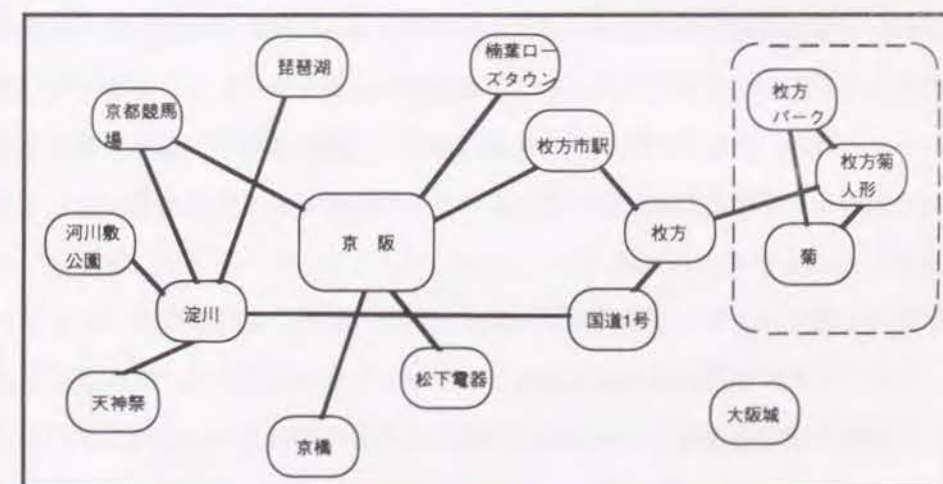 琵琶湖
楠葉ロー
ズタウン
京都競馬
場
枚方
パーク
枚方市駅
枚方菊
人形
河川敷
公園
京 阪
枚方
菊
淀川
国道1号
天神祭
松下電器
大阪城
京橋